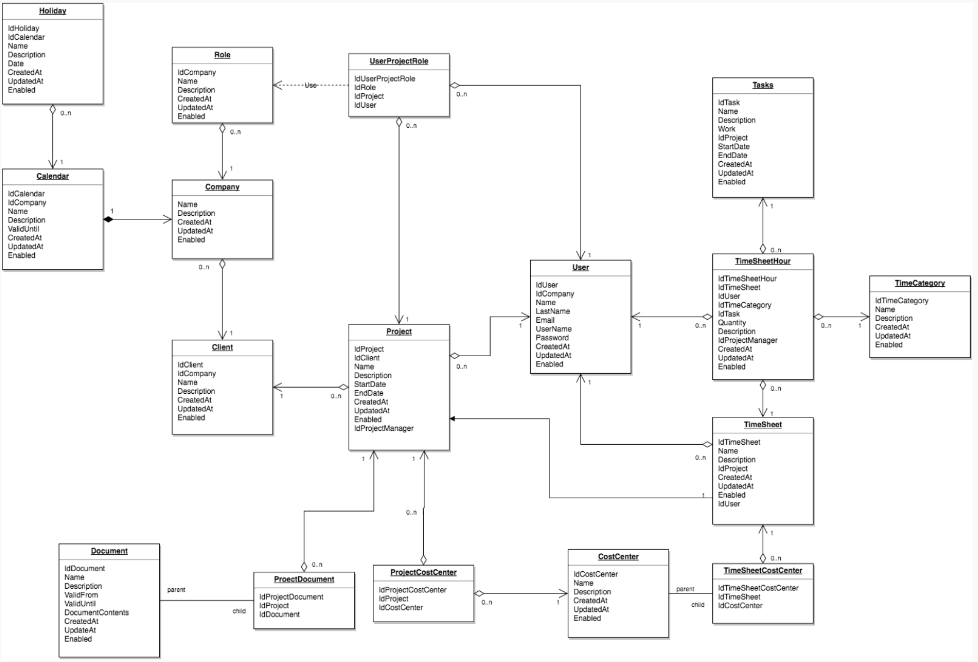 Holiday
IdHoliday
IdCalendar
Name
Description
Date
CreatedAt
UpdatedAt
Enabled
0..n
1
Calendar
IdCalendar
IdCompany
Name
Description
ValidUntil
CreatedAt
UpdatedAt
Enabled
1
Role
IdCompany
Name
Description
CreatedAt
UpdatedAt
Enabled
0..n
1
Use
Company
Name
Description
CreatedAt
UpdatedAt
Enabled
0..n
1
Client
IdClient
IdCompany
Name
Description
CreatedAt
UpdatedAt
Enabled
1
0..n
UserProjectRole
IdUserProjectRole
IdRole
IdProject
IdUser
0..n
0..n
1
1
Project
IdProject
IdClient
Name
Description
StartDate
EndDate
CreatedAt
UpdatedAt
Enabled
IdProjectManager
0..n
1
User
IdUser
IdCompany
Name
LastName
Email
UserName
Password
CreatedAt
UpdatedAt
Enabled
1
0..n
1
0..n
Tasks
IdTask
Name
Description
Work
IdProject
StartDate
EndDate
CreatedAt
UpdatedAt
Enabled
1
0..n
TimeSheetHour
IdTimeSheetHour
IdTimeSheet
IdUser
IdTimeCategory
IdTask
Quantity
Description
IdProjectManager
CreatedAt
UpdatedAt
Enabled
0..n
1
TimeCategory
IdTimeCategory
Name
Description
CreatedAt
UpdatedAt
Enabled
0..n
1
TimeSheet
IdTimeSheet
Name
Description
IdProject
CreatedAt
UpdatedAt
Enabled
IdUser
1
1
0..n
1
1
0..n
0..n
Document
IdDocument
Name
Description
ValidFrom
ValidUntil
DocumentContents
CreatedAt
UpdateAt
Enabled
parent
child
ProectDocument
IdProjectDocument
IdProject
IdDocument
ProjectCostCenter
IdProjectCostCenter
IdProject
IdCostCenter
0..n
1
CostCenter
IdCostCenter
Name
Description
CreatedAt
UpdatedAt
Enabled
parent
child
TimeSheetCostCenter
IdTimeSheetCostCenter
IdTimeSheet
IdCostCenter